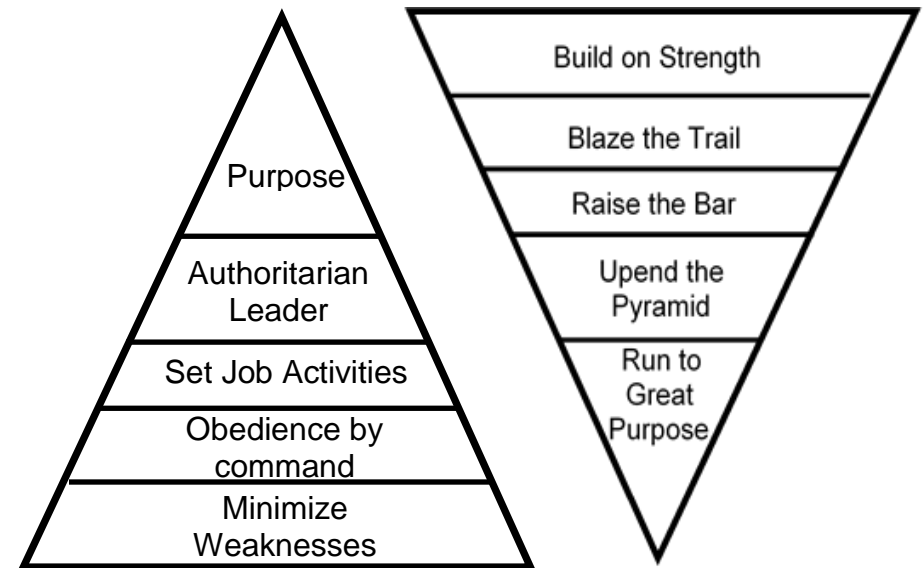 Purpose
Authoritarian
Leader
Set Job Activities
Obedience by
command
Minimize
Weaknesses
Build on Strength
Blaze the Trail
Raise the Bar
Upend the
Pyramid
Run to
Great
Purpose